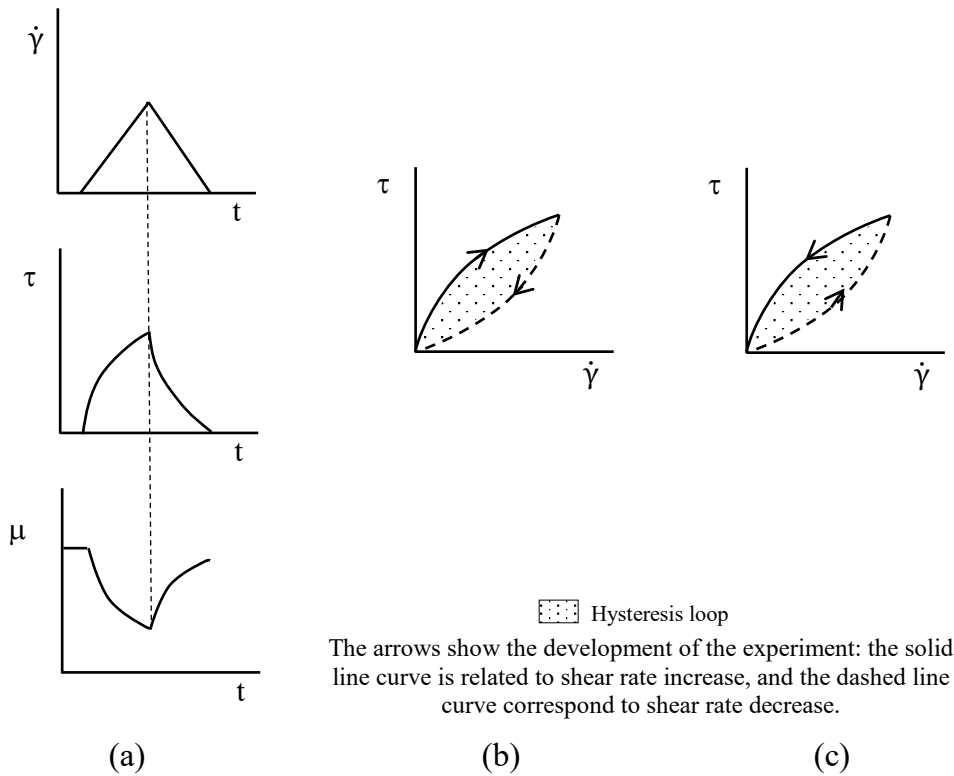 γ̇
t
τ
t
μ
t
τ
γ̇
τ
γ̇
Hysteresis loop
The arrows show the development of the experiment: the solid
line curve is related to shear rate increase, and the dashed line
curve correspond to shear rate decrease.
(a)
(b)
(c)